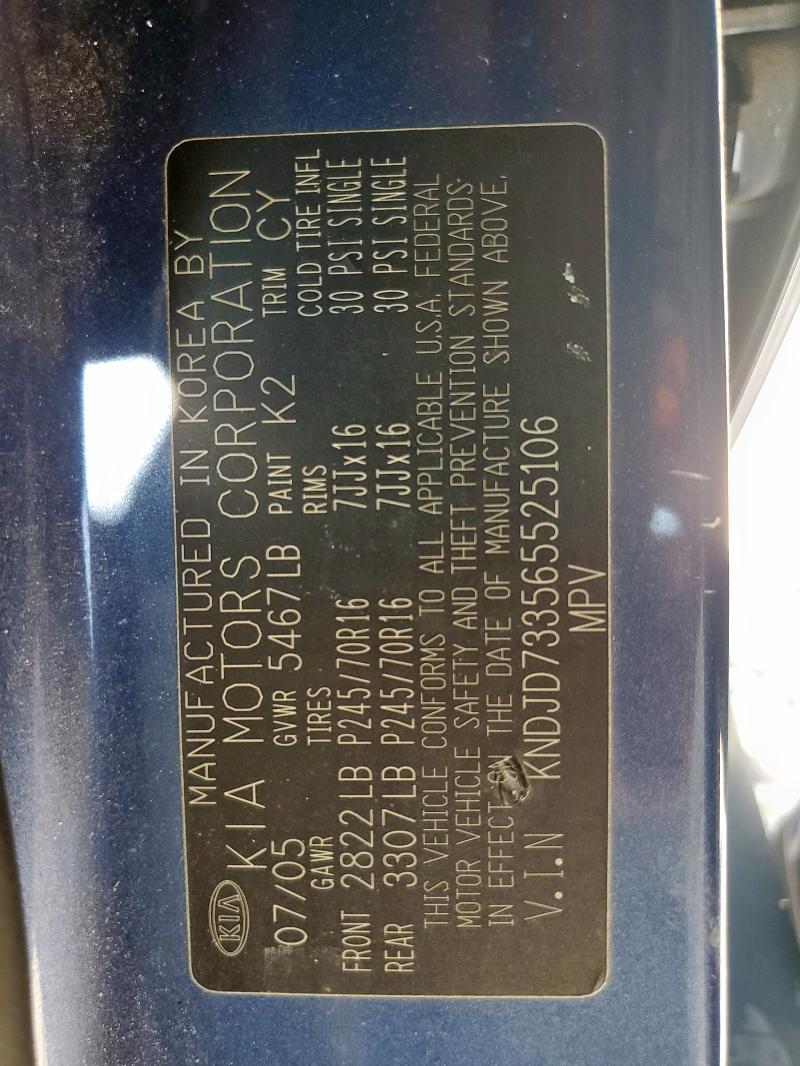 MANUFACTURED IN KOREA BY
KIA KIA MOTORS CORPORATION
07/05 GVWR 5467LB PAINT K2 TRIM CY
GAWR TIRES RIMS COLD TIRE INFL
FRONT 2822LB P245/70R16 7JJx16 30 PSI SINGLE
REAR 3307LB P245/70R16 7JJx16 30 PSI SINGLE
THIS VEHICLE CONFORMS TO ALL APPLICABLE U.S.A. FEDERAL
MOTOR VEHICLE SAFETY AND THEFT PREVENTION STANDARDS
IN EFFECT ON THE DATE OF MANUFACTURE SHOWN ABOVE.
V.I.N KNDJD733565525106
MPV